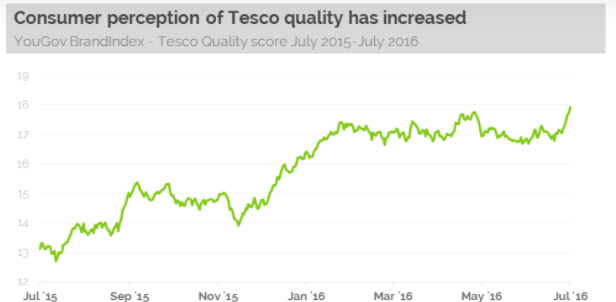 Consumer perception of Tesco quality has increased
YouGov BrandIndex - Tesco Quality score July 2015-July 2016
19
18
17
16
15
14
13
12
Jul '15 Sep '15 Nov '15 Jan '16 Mar '16 May '16 Jul '16